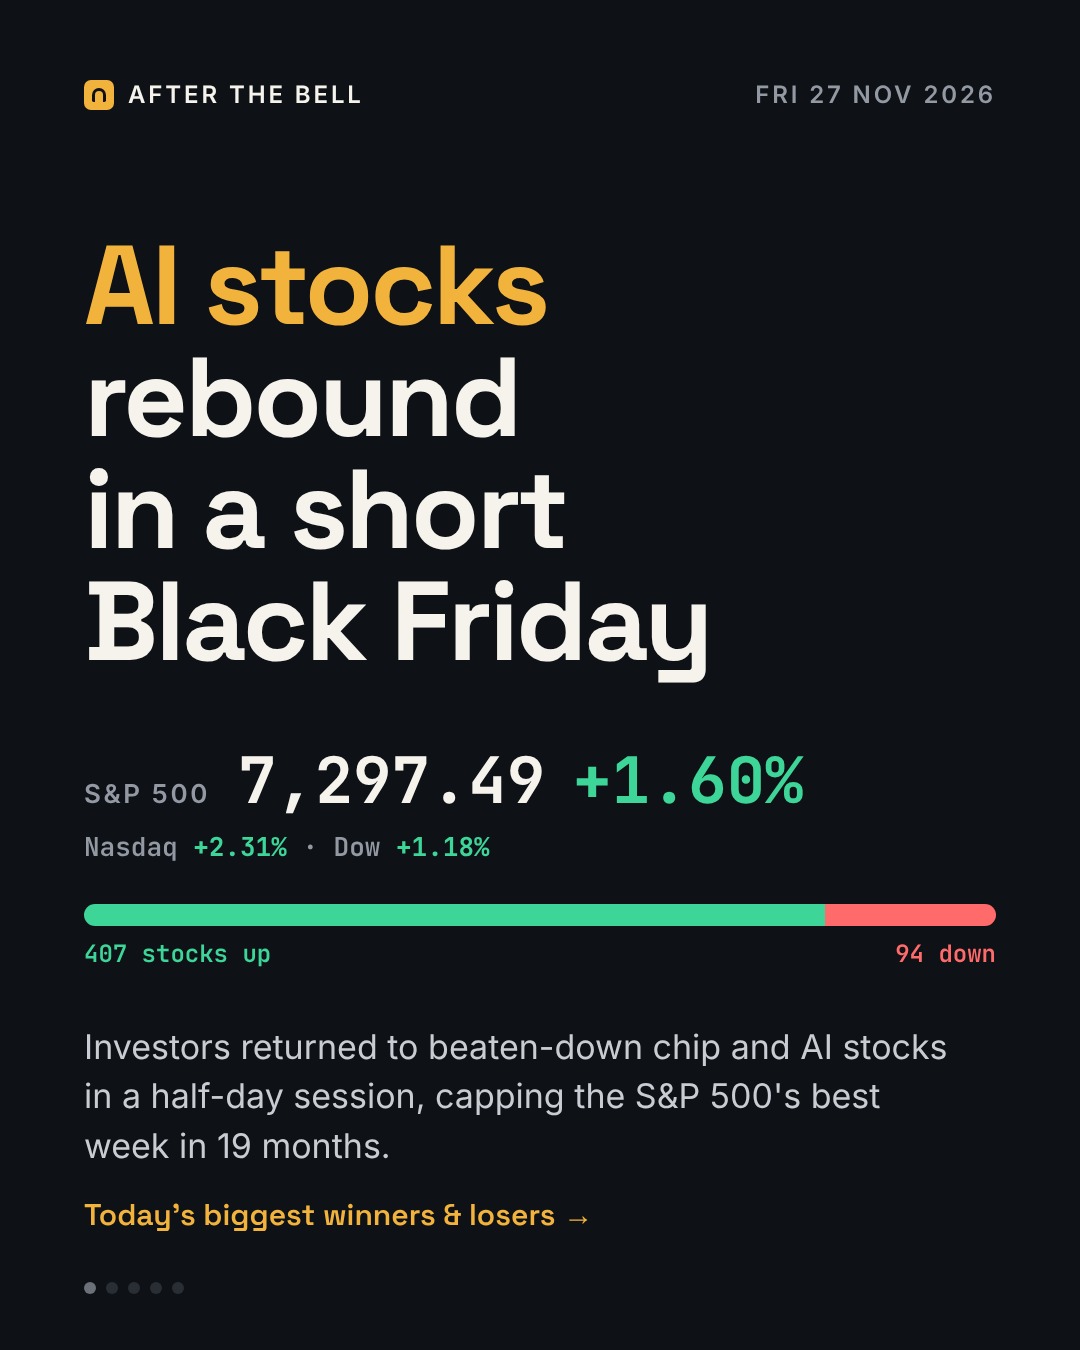 AFTER THE BELL
FRI 27 NOV 2026
AI stocks
rebound
in a short
Black Friday
S&P 500 7,297.49 +1.60%
Nasdaq +2.31% · Dow +1.18%
407 stocks up
94 down
Investors returned to beaten-down chip and AI stocks
in a half-day session, capping the S&P 500's best
week in 19 months.
Today’s biggest winners & losers →